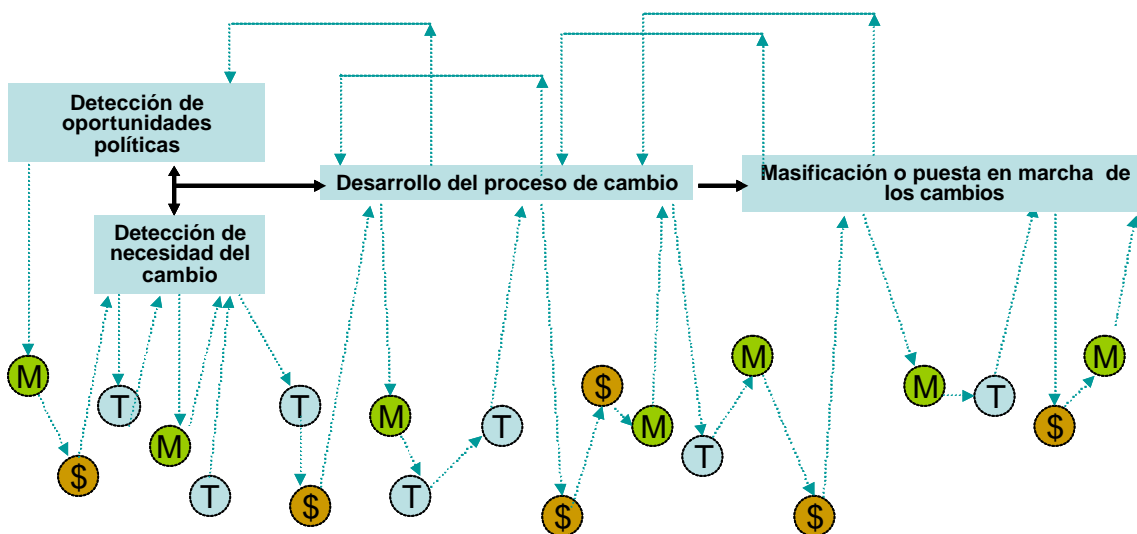 Detección de
oportunidades
políticas
Desarrollo del proceso de cambio
Masificación o puesta en marcha de
los cambios
Detección de
necesidad del
cambio
M
$
T
M
T
T
$
M
T
T
$
$
M
T
M
$
M
T
$
M